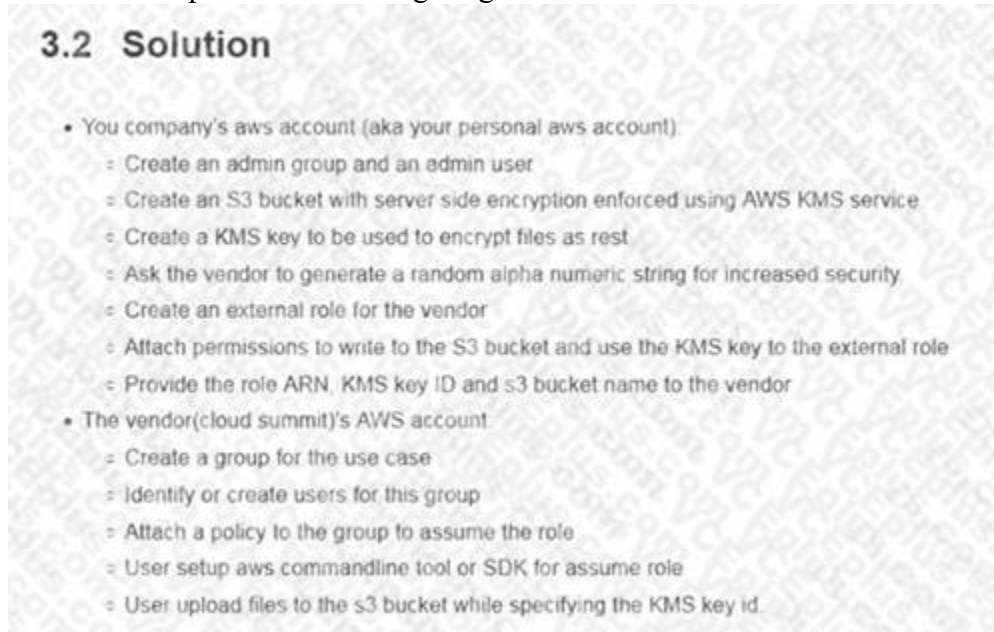 3.2 Solution
• You company's aws account (aka your personal aws account).
Create an admin group and an admin user
Create an S3 bucket with server side encryption enforced using AWS KMS service
Create a KMS key to be used to encrypt files as rest
Ask the vendor to generate a random alpha numeric string for increased security.
Create an external role for the vendor
Attach permissions to write to the S3 bucket and use the KMS key to the external role
Provide the role ARN, KMS key ID and s3 bucket name to the vendor
• The vendor(cloud summit)'s AWS account
Create a group for the use case
Identify or create users for this group
Attach a policy to the group to assume the role
User setup aws commandline tool or SDK for assume role
User upload files to the s3 bucket while specifying the KMS key id.